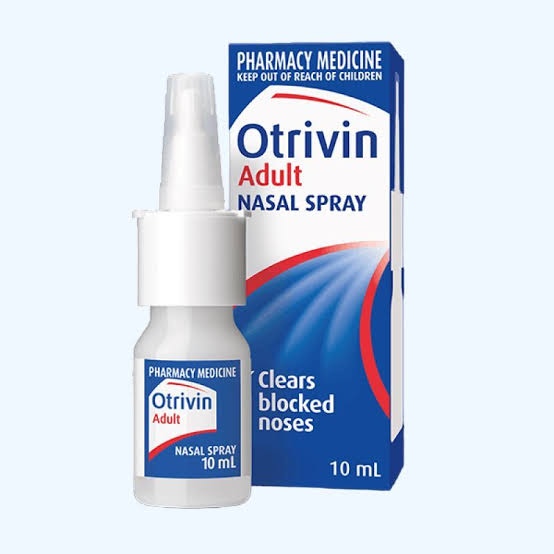 PHARMACY MEDICINE
KEEP OUT OF REACH OF CHILDREN
Otrivin
Adult
NASAL SPRAY
Clears
blocked
noses
10 mL
PHARMACY MEDICINE
Otrivin
Adult
NASAL SPRAY
10 mL